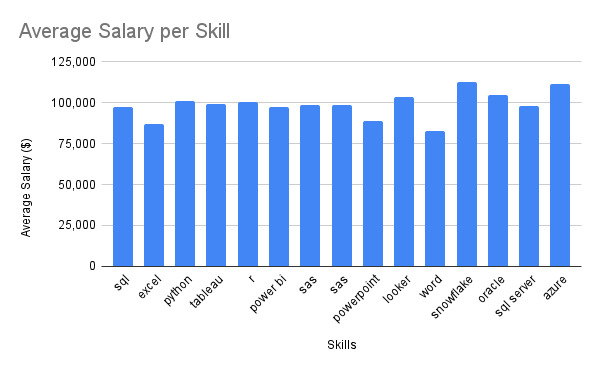 Average Salary per Skill
125,000
100,000
75,000
50,000
25,000
0
Average Salary ($)
sql
excel
python
tableau
r
power bi
sas
sas
powerpoint
looker
word
snowflake
oracle
sql server
azure
Skills